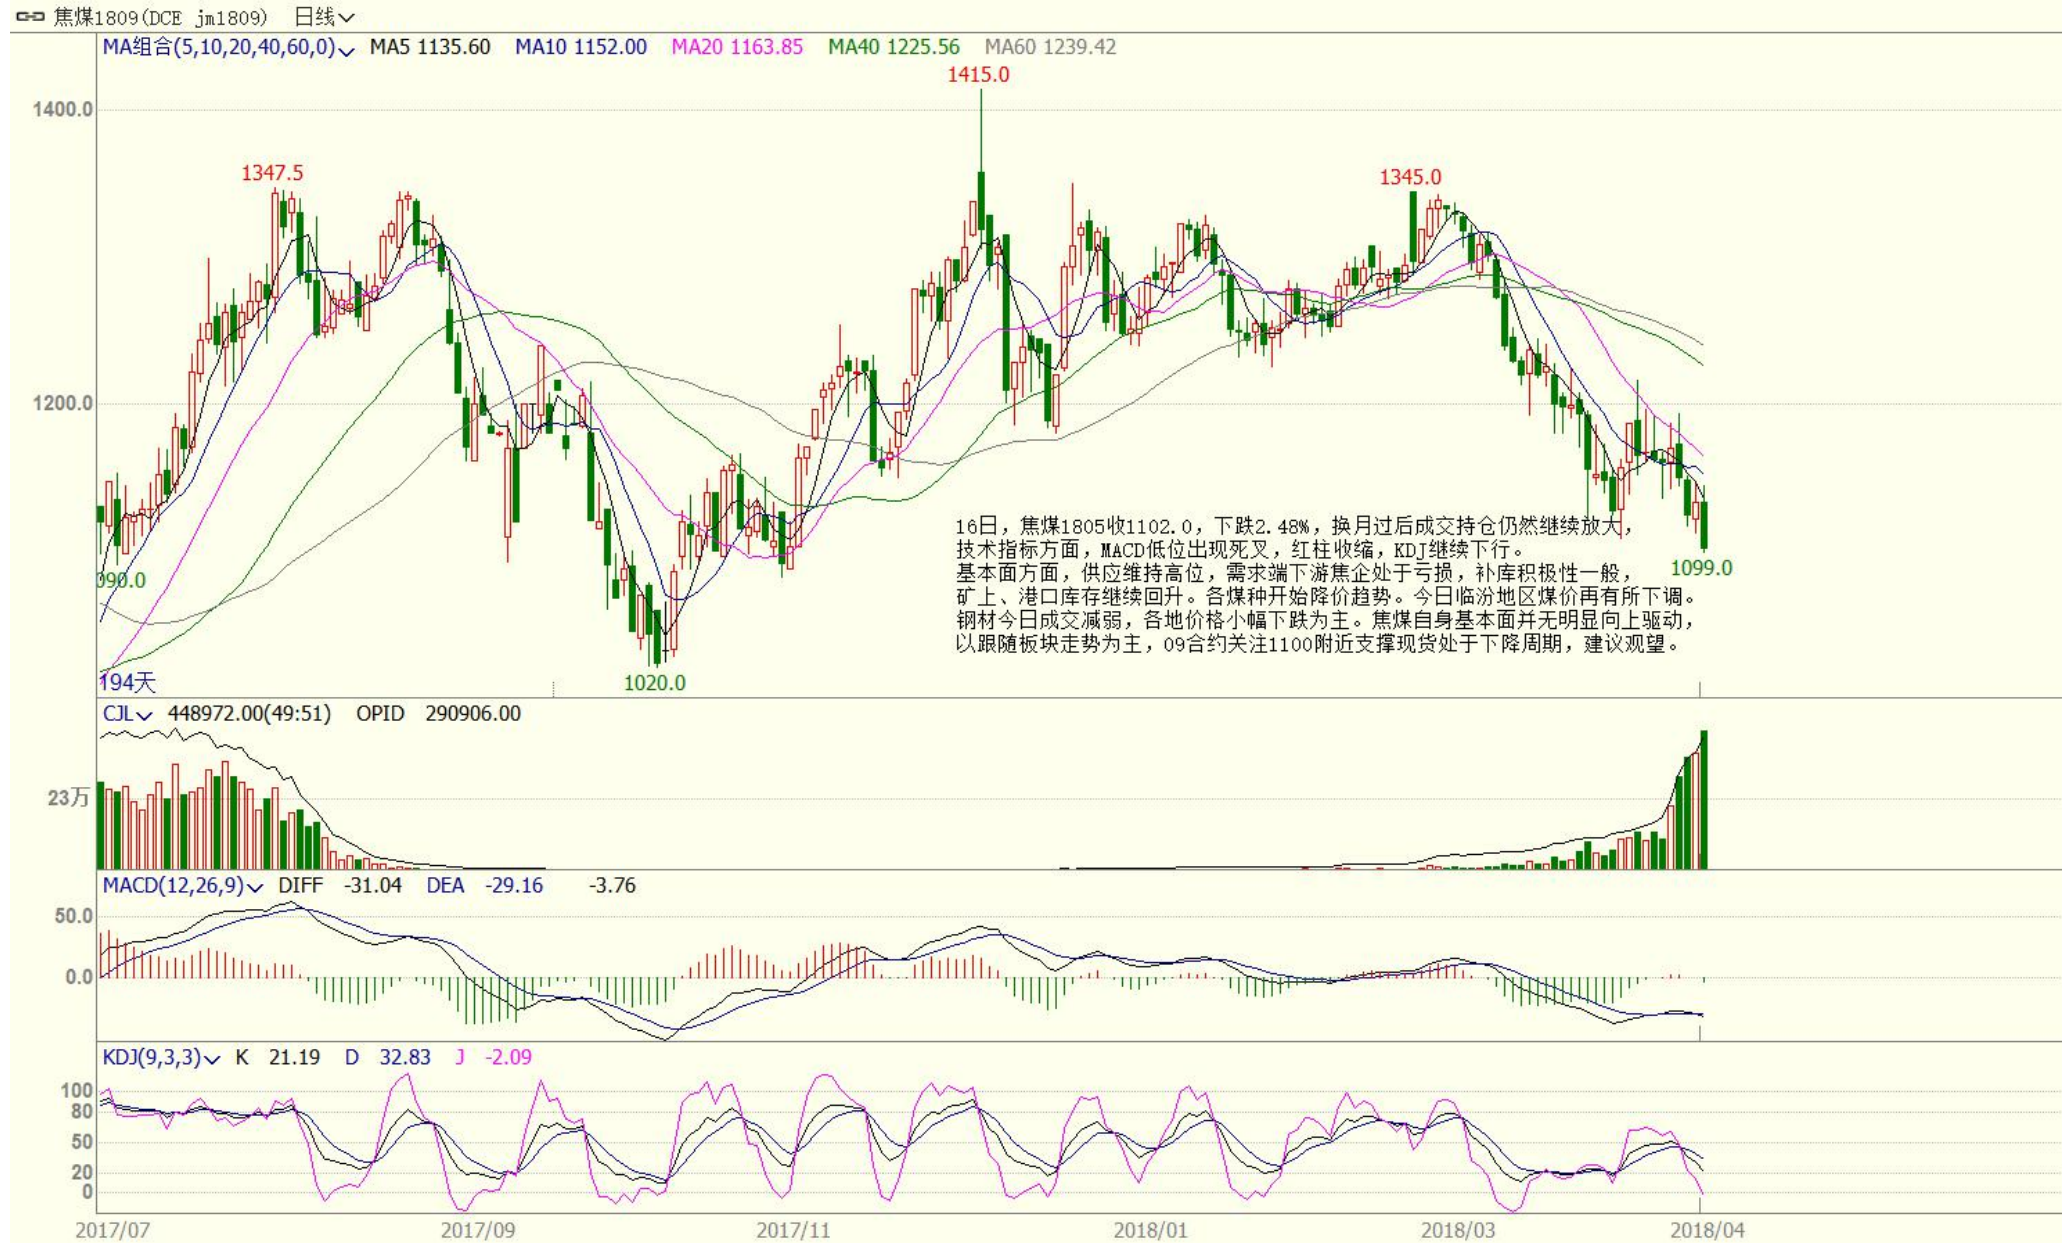 焦煤1809(DCE jm1809) 日线
MA组合(5,10,20,40,60,0) MA5 1135.60 MA10 1152.00 MA20 1163.85 MA40 1225.56 MA60 1239.42
1415.0
1400.0
1347.5
1345.0
1200.0
16日，焦煤1805收1102.0，下跌2.48%，换月过后成交持仓仍然继续放大，
技术指标方面，MACD低位出现死叉，红柱收缩，KDJ继续下行。
基本面方面，供应维持高位，需求端下游焦企处于亏损，补库积极性一般，
矿上、港口库存继续回升。各煤种开始降价趋势。今日临汾地区煤价再有所下调。
钢材今日成交减弱，各地价格小幅下跌为主。焦煤自身基本面并无明显向上驱动，
以跟随板块走势为主，09合约关注1100附近支撑现货处于下降周期，建议观望。
090.0
1099.0
194天
1020.0
CJL 448972.00(49:51) OPID 290906.00
23万
MACD(12,26,9) DIFF -31.04 DEA -29.16 -3.76
50.0
0.0
KDJ(9,3,3) K 21.19 D 32.83 J -2.09
100
80
50
20
0
2017/07 2017/09 2017/11 2018/01 2018/03 2018/04